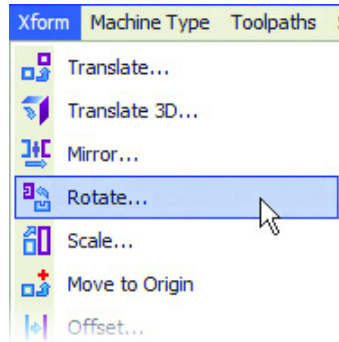 Xform Machine Type Toolpaths
Translate...
Translate 3D...
Mirror...
Rotate...
Scale...
Move to Origin
Offset...